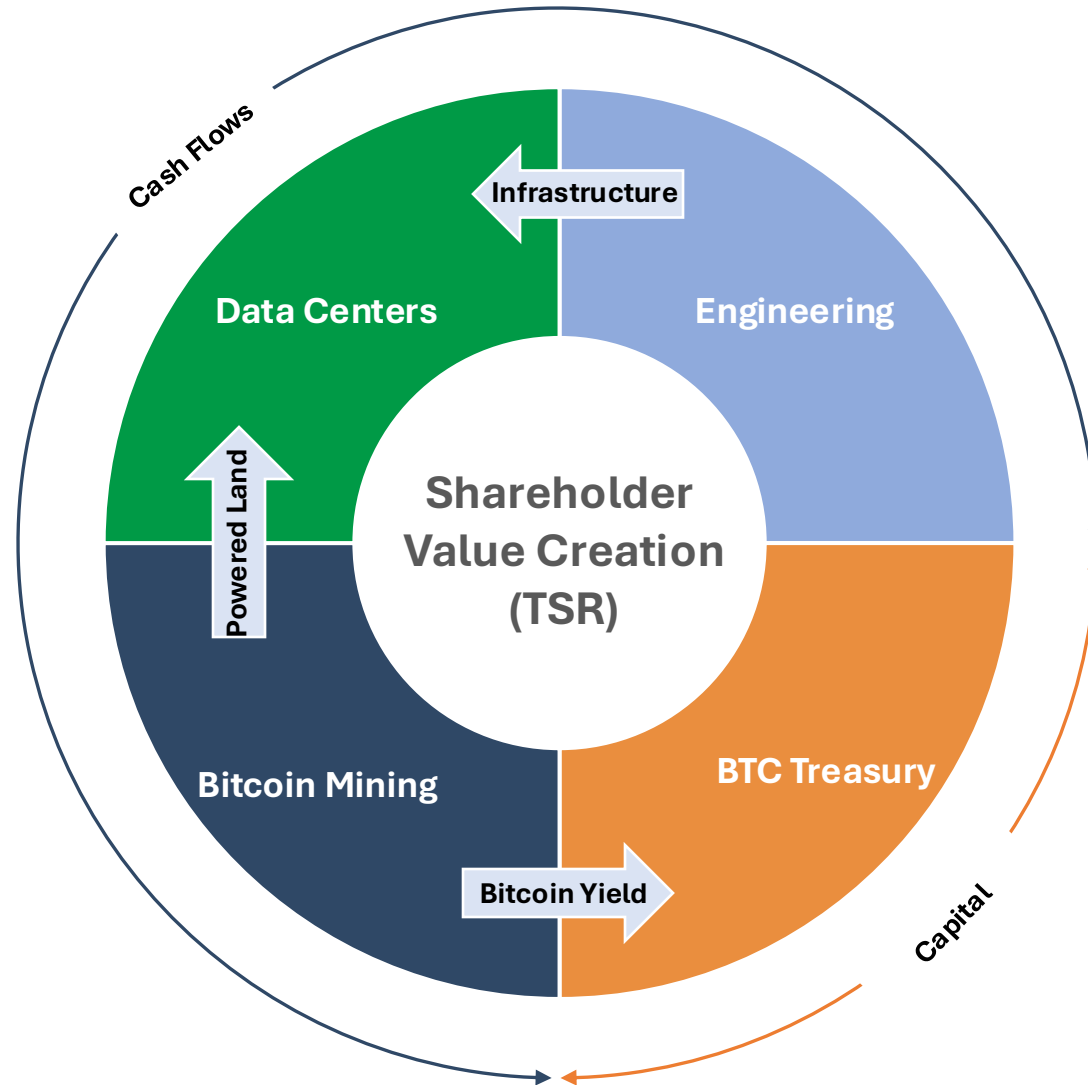 Cash Flows
Infrastructure
Data Centers
Engineering
Powered Land
Shareholder
Value Creation
(TSR)
Bitcoin Mining
BTC Treasury
Bitcoin Yield
Capital